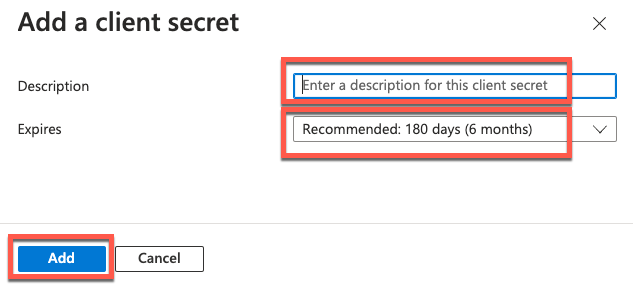 Add a client secret
Description
Enter a description for this client secret
Expires
Recommended: 180 days (6 months)
Add
Cancel